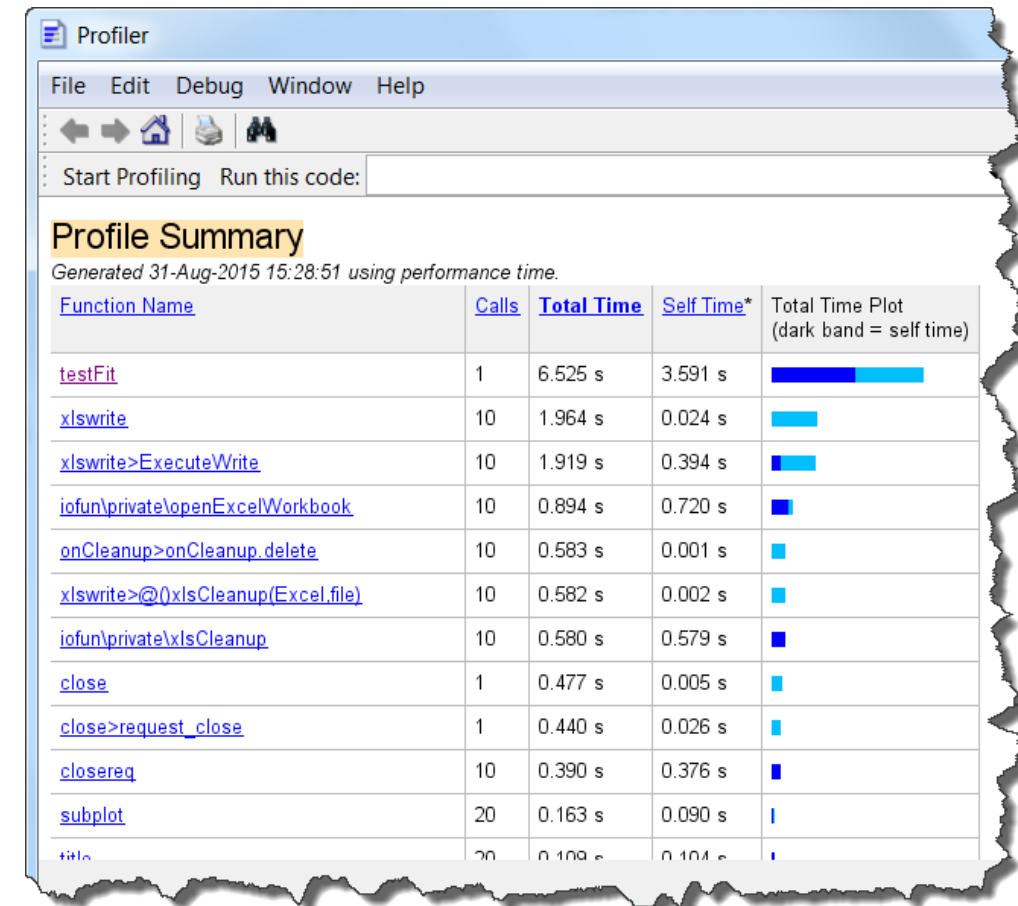 Profiler
File Edit Debug Window Help
Start Profiling Run this code:
Profile Summary
Generated 31-Aug-2015 15:28:51 using performance time.
Function Name Calls Total Time Self Time* Total Time Plot
(dark band = self time)
testFit 1 6.525 s 3.591 s
xlswrite 10 1.964 s 0.024 s
xlswrite>ExecuteWrite 10 1.919 s 0.394 s
iofun\private\openExcelWorkbook 10 0.894 s 0.720 s
onCleanup>onCleanup.delete 10 0.583 s 0.001 s
xlswrite>@()xlsCleanup(Excel,file) 10 0.582 s 0.002 s
iofun\private\xlsCleanup 10 0.580 s 0.579 s
close 1 0.477 s 0.005 s
close>request_close 1 0.440 s 0.026 s
closereq 10 0.390 s 0.376 s
subplot 20 0.163 s 0.090 s
title 20 0.109 s 0.104 s